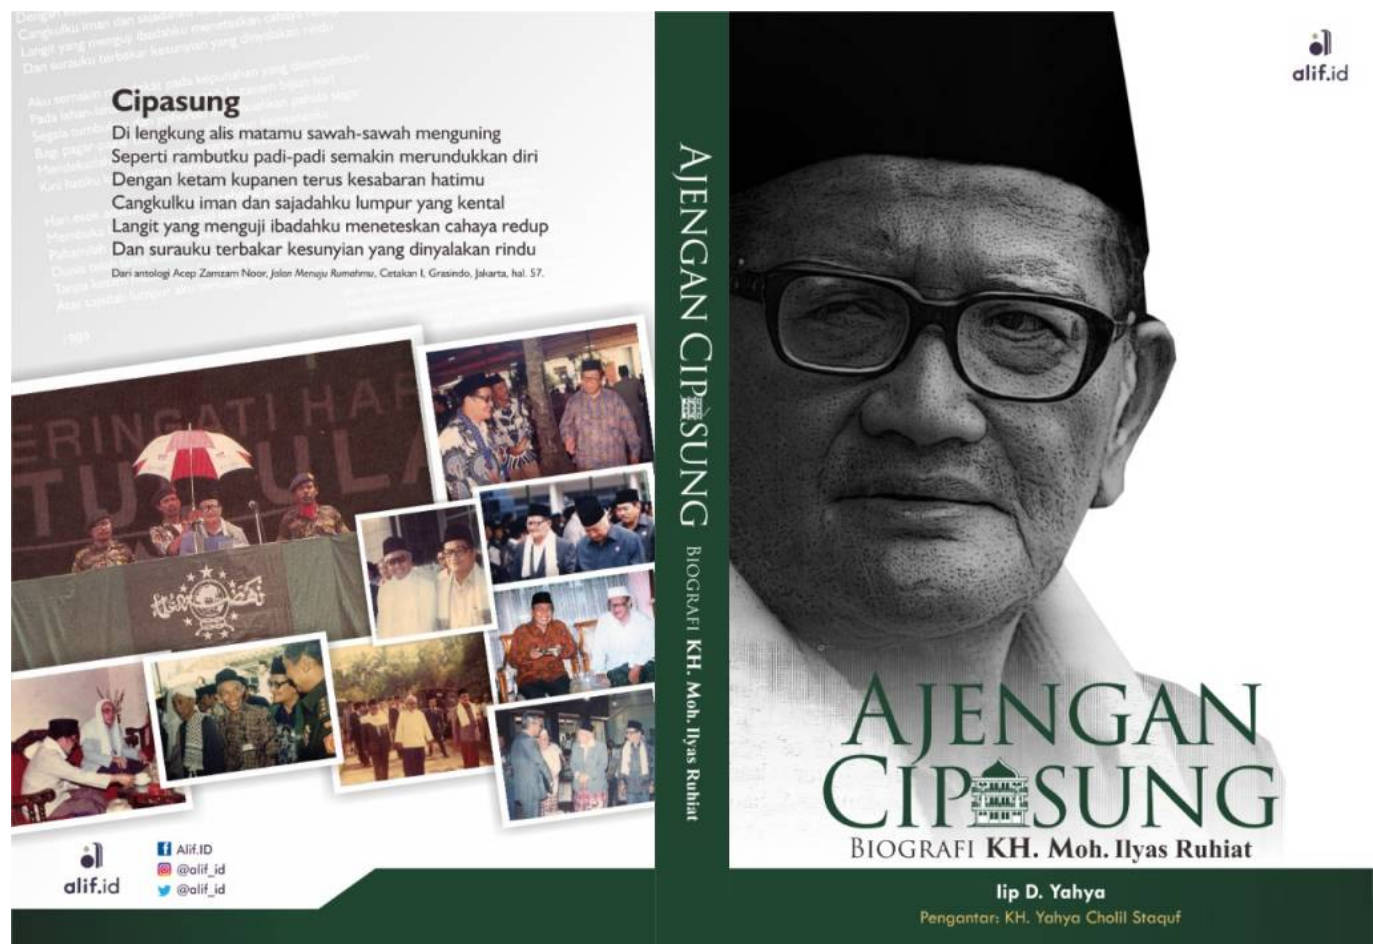 Cipasung
Di lengkung alis matamu sawah-sawah menguning
Seperti rambutku padi-padi semakin merundukkan diri
Dengan ketam kupanen terus kesabaran hatimu
Cangkulku iman dan sajadahku lumpur yang kental
Langit yang menguji ibadahku meneteskan cahaya redup
Dan surauku terbakar kesunyian yang dinyalakan rindu
Dari antologi Acep Zamzam Noor, Jalan Menuju Rumahmu, Cetakan I, Grasindo, Jakarta, hal. 57.
1989
ERINGATI HAR
alif.id
Alif.ID
@alif_id
@alif_id
AJENGAN CIPASUNG BIOGRAFI KH. Moh. Ilyas Ruhiat
alif.id
AJENGAN
CIPASUNG
BIOGRAFI KH. Moh. Ilyas Ruhiat
Iip D. Yahya
Pengantar: KH. Yahya Cholil Staquf